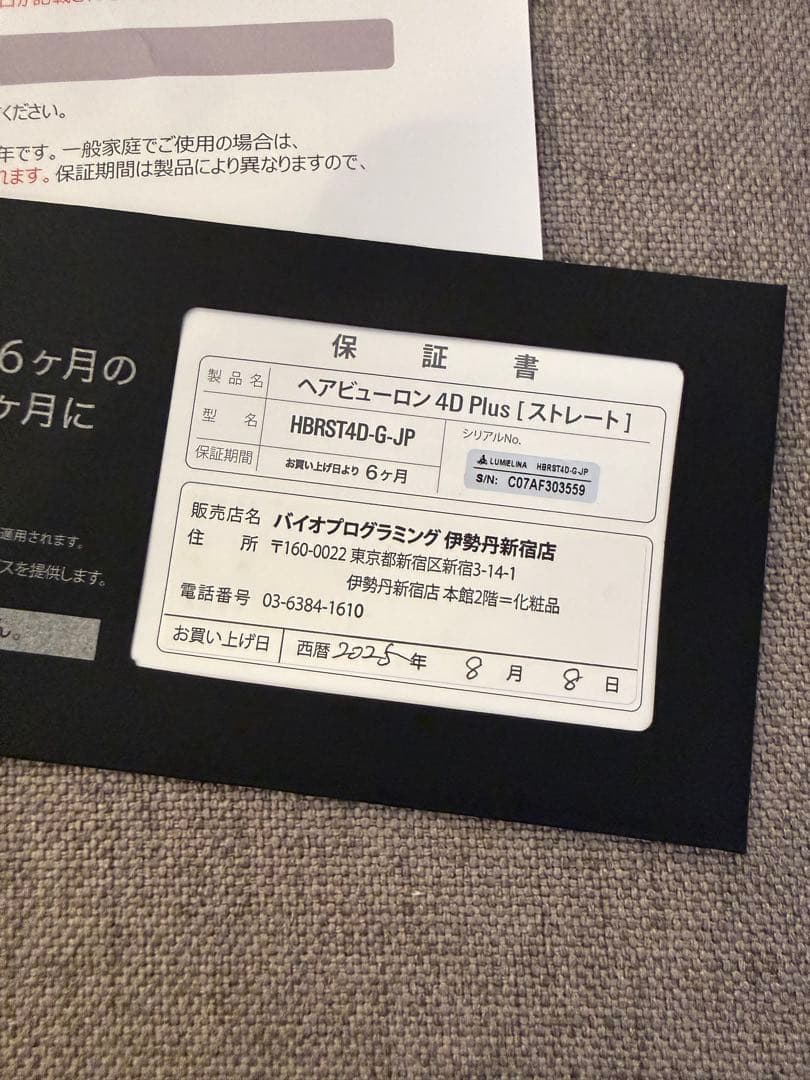 ください。
年です。一般家庭でご使用の場合は、
れます。保証期間は製品により異なりますので、
6ヶ月の
ヶ月に
適用されます。
スを提供します。
ん。
保証書
製品名 ヘアビューロン 4D Plus [ ストレート ]
型名 HBRST4D-G-JP
シリアルNo.
LUMIELINA HBRST4D-G-JP
S/N: C07AF303559
保証期間 お買い上げ日より 6ヶ月
販売店名 バイオプログラミング 伊勢丹新宿店
住所 〒160-0022 東京都新宿区新宿3-14-1
伊勢丹新宿店 本館2階＝化粧品
電話番号 03-6384-1610
お買い上げ日 西暦 2025 年 8 月 8 日